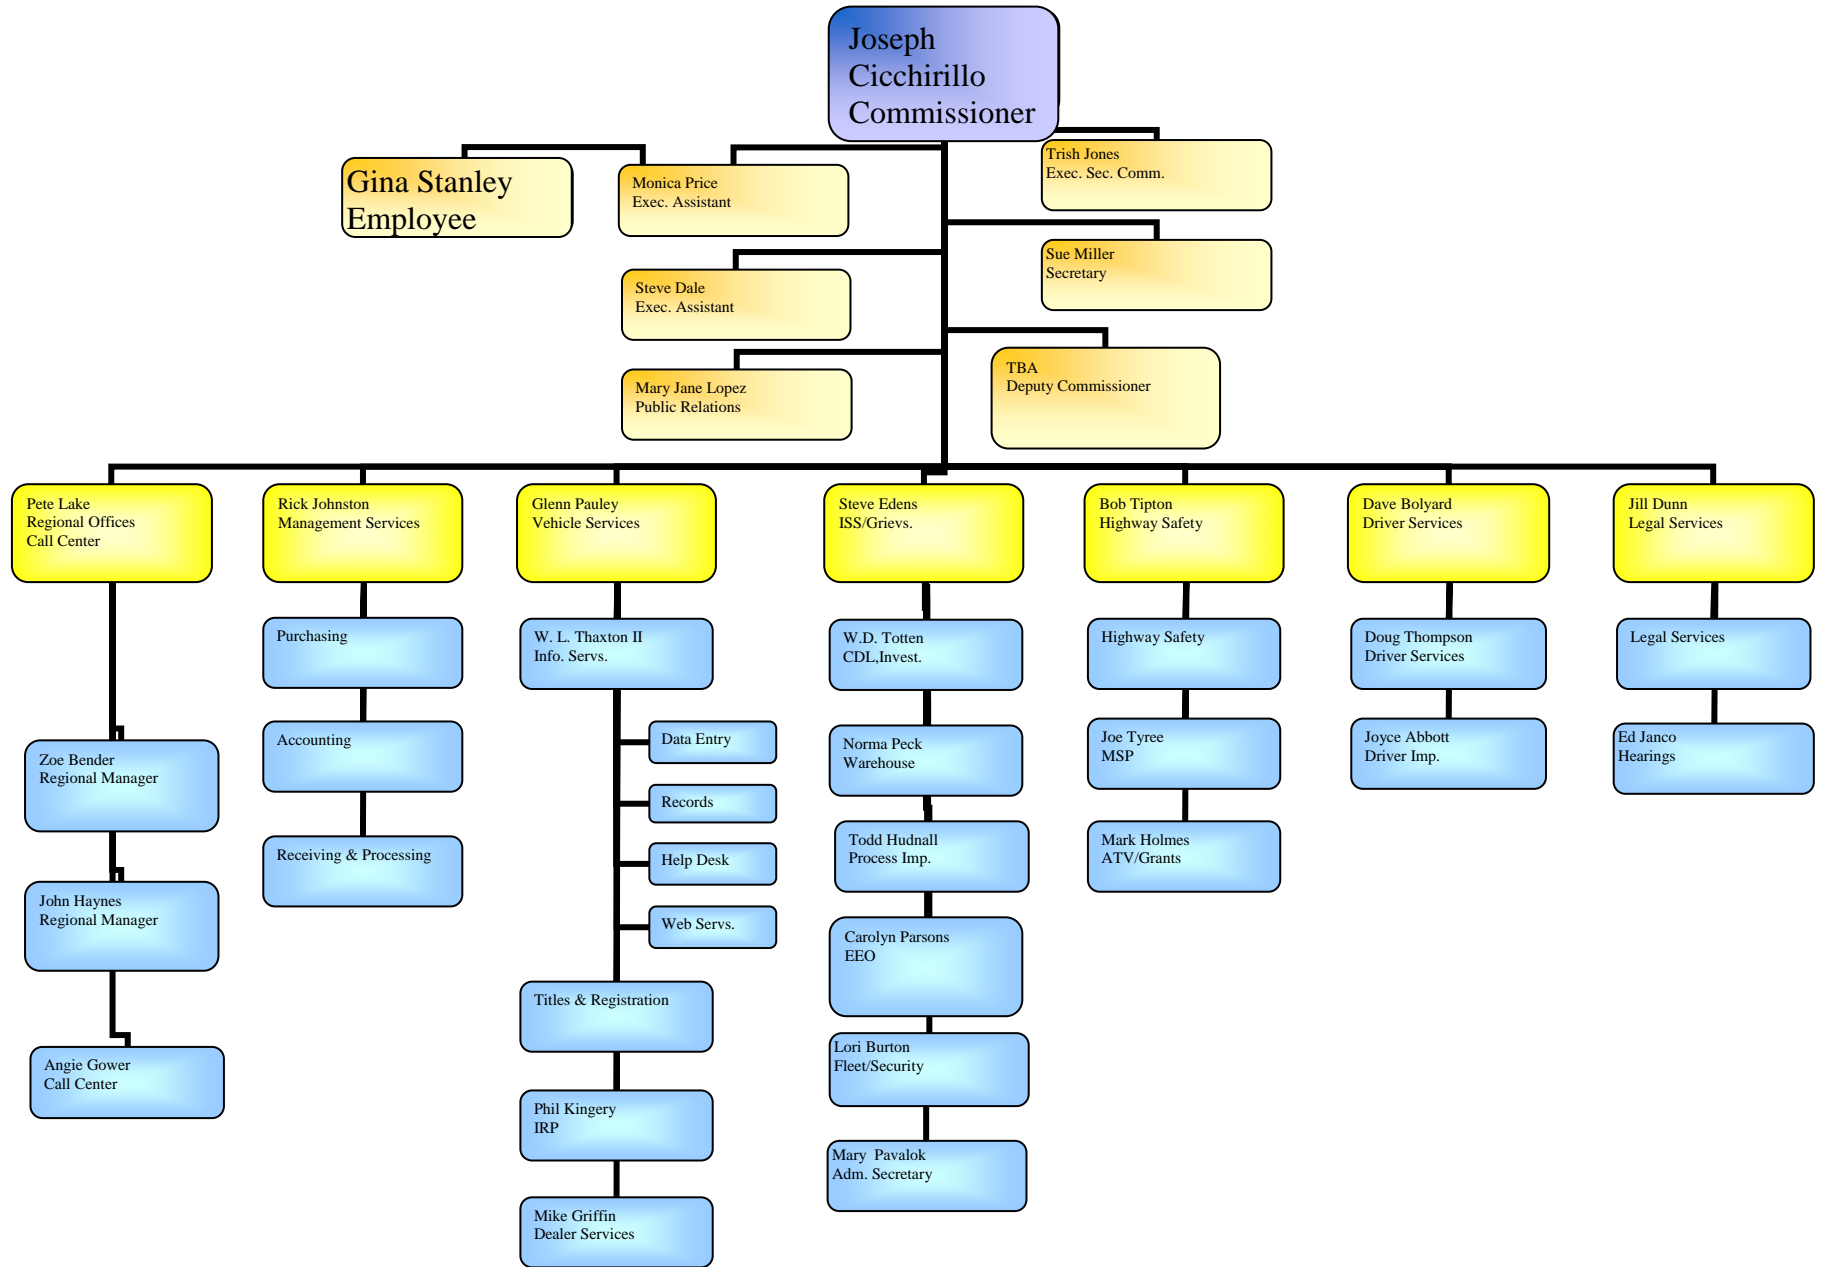 Joseph
Cicchirillo
Commissioner
Gina Stanley
Employee
Monica Price
Exec. Assistant
Trish Jones
Exec. Sec. Comm.
Steve Dale
Exec. Assistant
Sue Miller
Secretary
Mary Jane Lopez
Public Relations
TBA
Deputy Commissioner
Pete Lake
Regional Offices
Call Center
Rick Johnston
Management Services
Glenn Pauley
Vehicle Services
Steve Edens
ISS/Grievs.
Bob Tipton
Highway Safety
Dave Bolyard
Driver Services
Jill Dunn
Legal Services
Zoe Bender
Regional Manager
John Haynes
Regional Manager
Angie Gower
Call Center
Purchasing
Accounting
Receiving & Processing
W. L. Thaxton II
Info. Servs.
Data Entry
Records
Help Desk
Web Servs.
Titles & Registration
Phil Kingery
IRP
Mike Griffin
Dealer Services
W.D. Totten
CDL,Invest.
Norma Peck
Warehouse
Todd Hudnall
Process Imp.
Carolyn Parsons
EEO
Lori Burton
Fleet/Security
Mary  Pavalok
Adm. Secretary
Highway Safety
Joe Tyree
MSP
Mark Holmes
ATV/Grants
Doug Thompson
Driver Services
Joyce Abbott
Driver Imp.
Legal Services
Ed Janco
Hearings